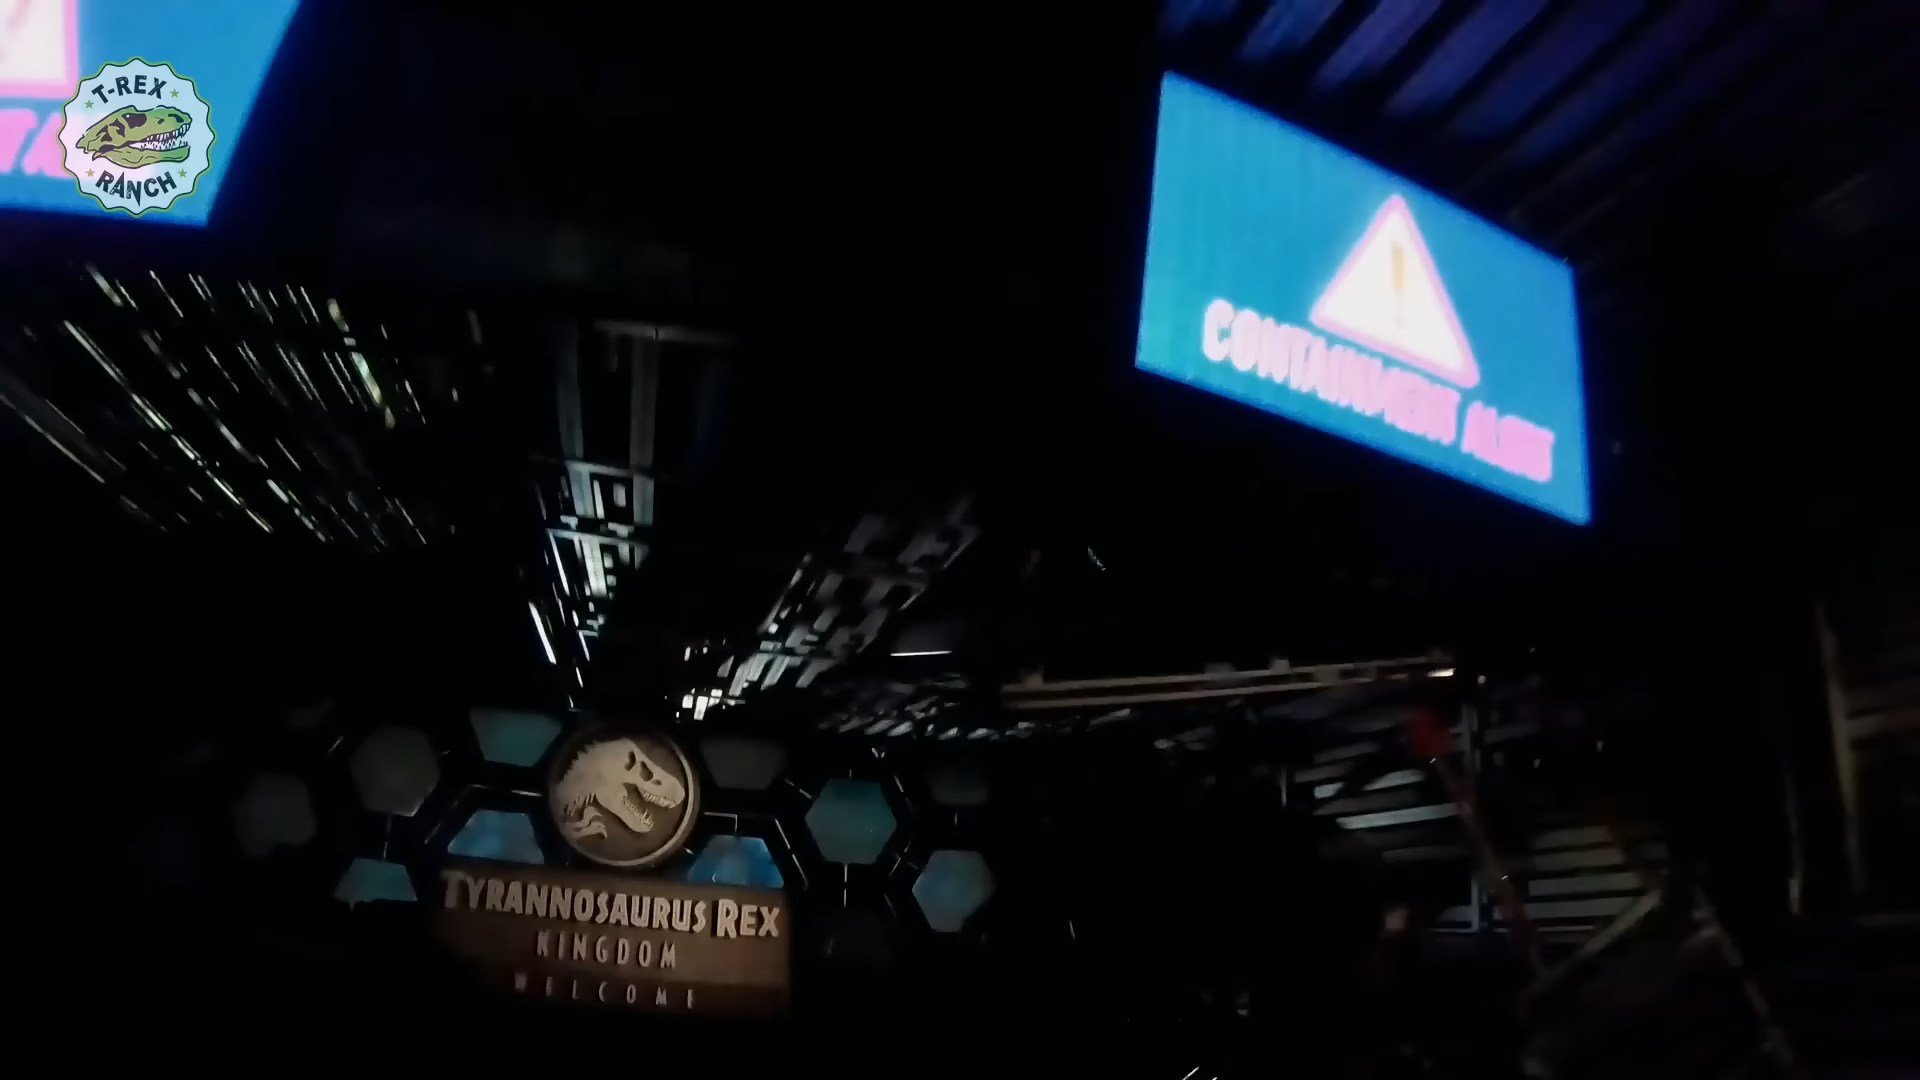 T-REX
RANCH
CONTAINMENT ALERT
TYRANNOSAURUS REX
KINGDOM
WELCOME